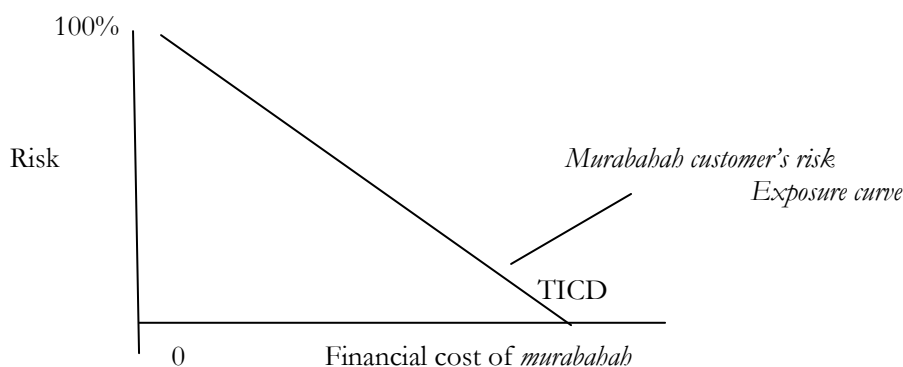 100%
Risk
Murabahah customer's risk
Exposure curve
TICD
0
Financial cost of murabahah